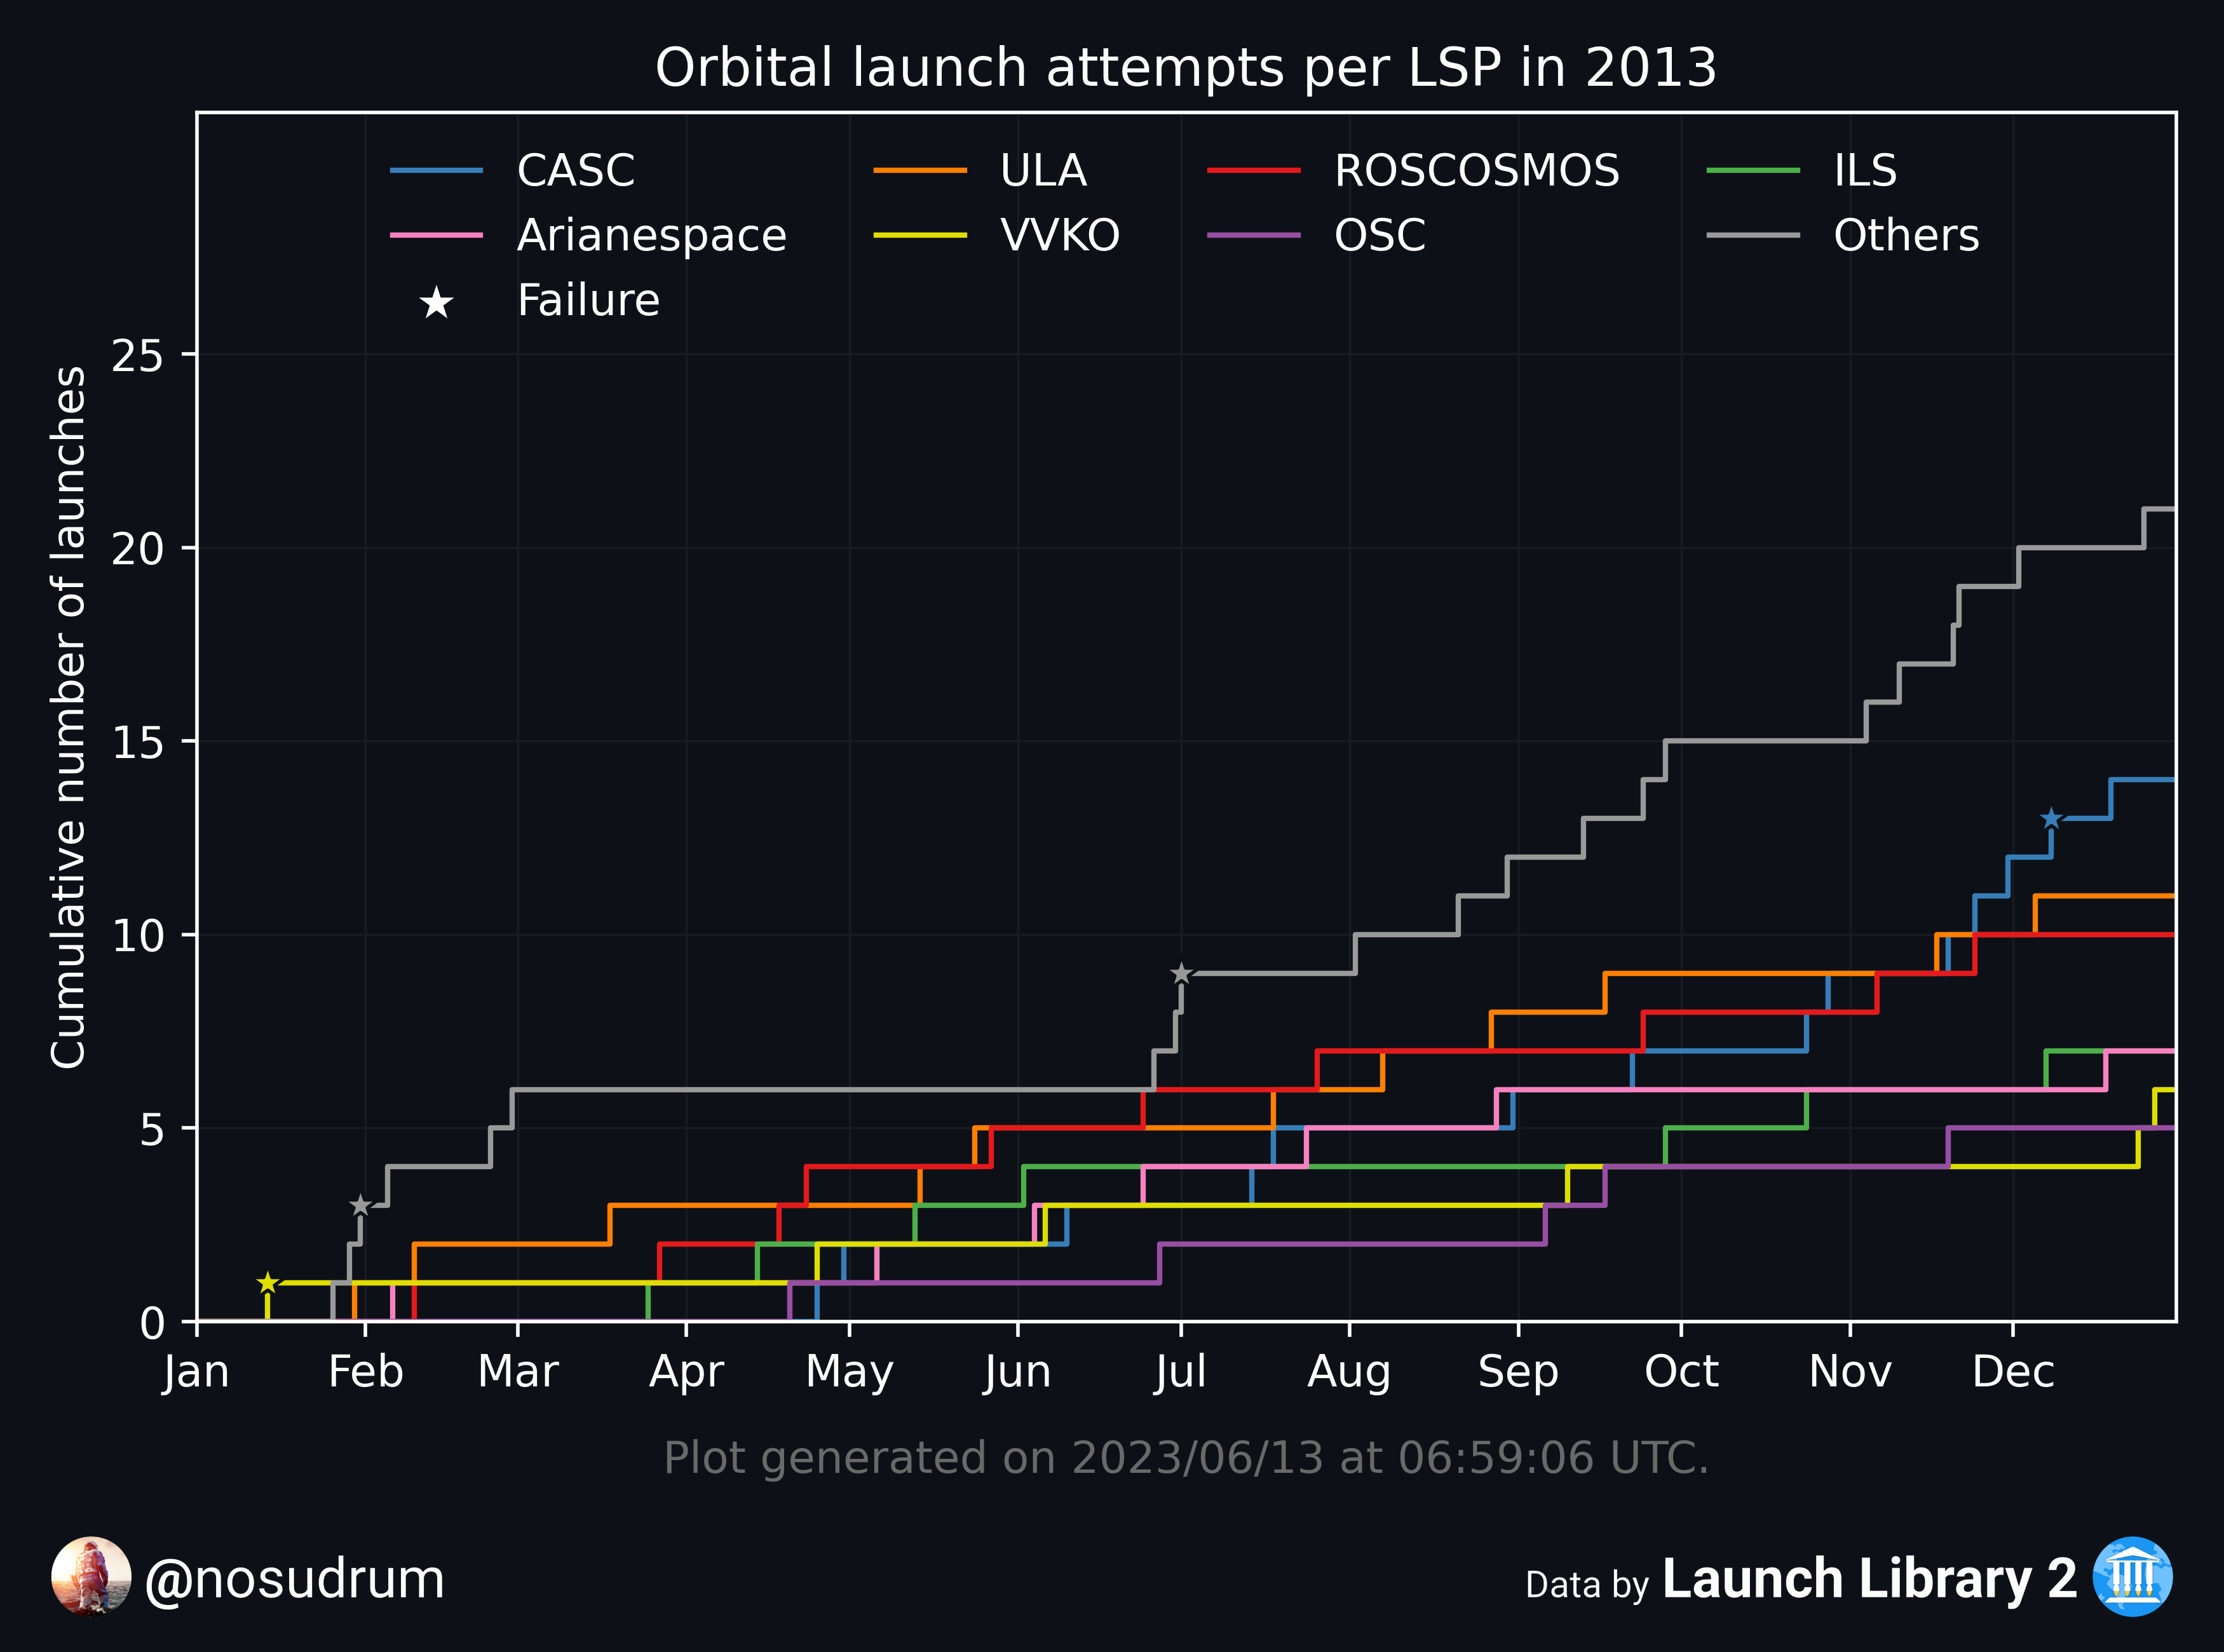 Orbital launch attempts per LSP in 2013
CASC ULA ROSCOSMOS ILS
Arianespace VVKO OSC Others
Failure
Cumulative number of launches
25
20
15
10
5
0
Jan Feb Mar Apr May Jun Jul Aug Sep Oct Nov Dec
Plot generated on 2023/06/13 at 06:59:06 UTC.
@nosudrum
Data by Launch Library 2